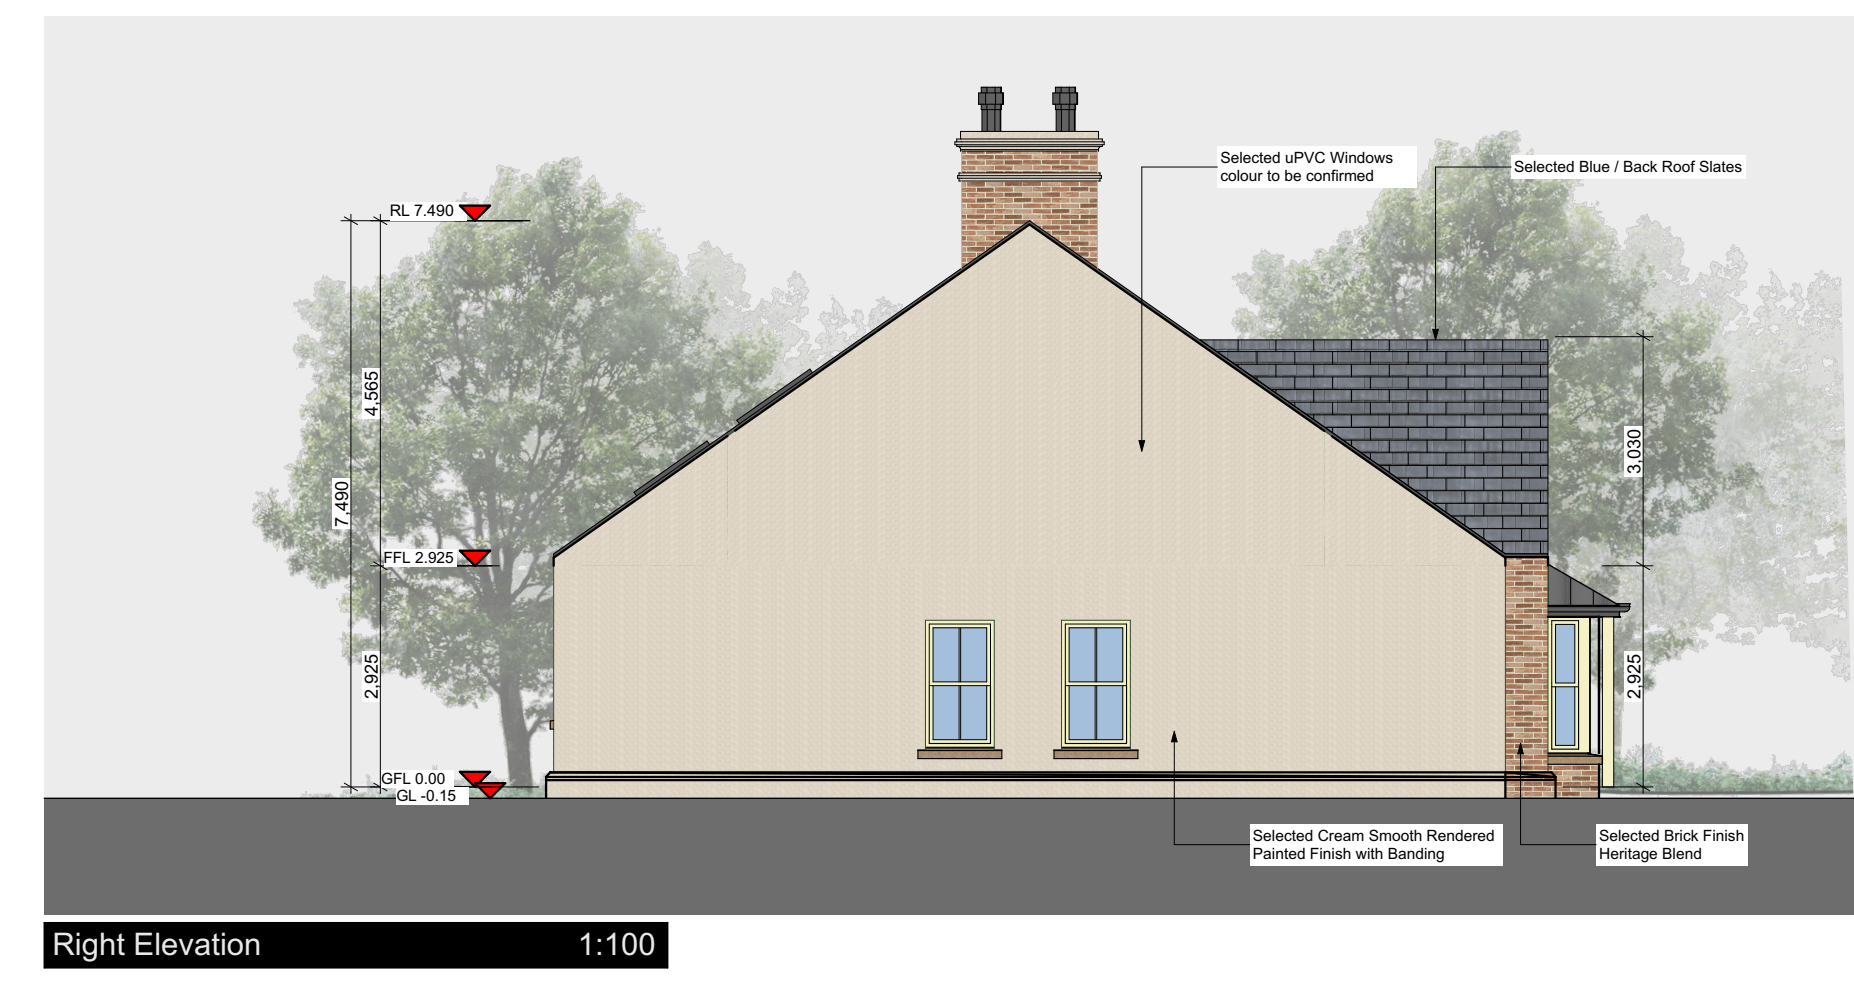 Selected uPVC Windows
colour to be confirmed
Selected Blue / Back Roof Slates
RL 7.490
4,565
7,490
3,030
FFL 2.925
2,925
2,925
GFL 0.00
GL -0.15
Selected Cream Smooth Rendered
Painted Finish with Banding
Selected Brick Finish
Heritage Blend
Right Elevation 1:100